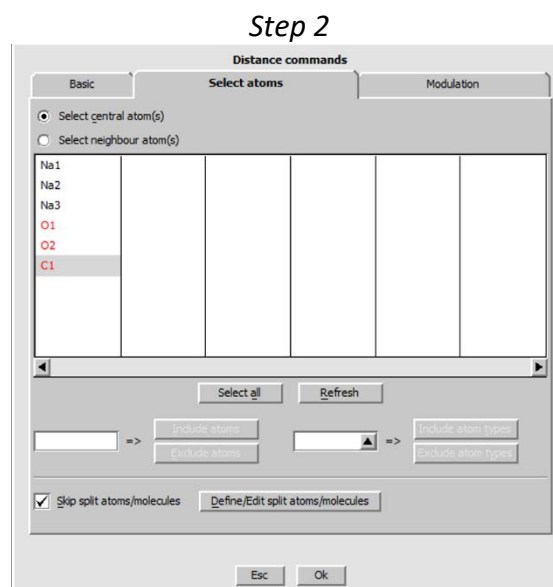 Step 2
Distance commands
Basic Select atoms Modulation
Select central atom(s)
Select neighbour atom(s)
Na1
Na2
Na3
O1
O2
C1
Select all Refresh
=> Include atoms => Include atom types
Exclude atoms Exclude atom types
Skip split atoms/molecules Define/Edit split atoms/molecules
Esc Ok